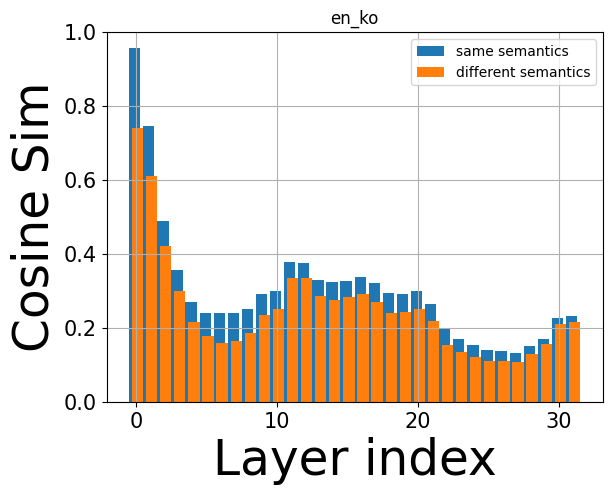 en_ko
same semantics
different semantics
Cosine Sim
1.0
0.8
0.6
0.4
0.2
0.0
0 10 20 30
Layer index